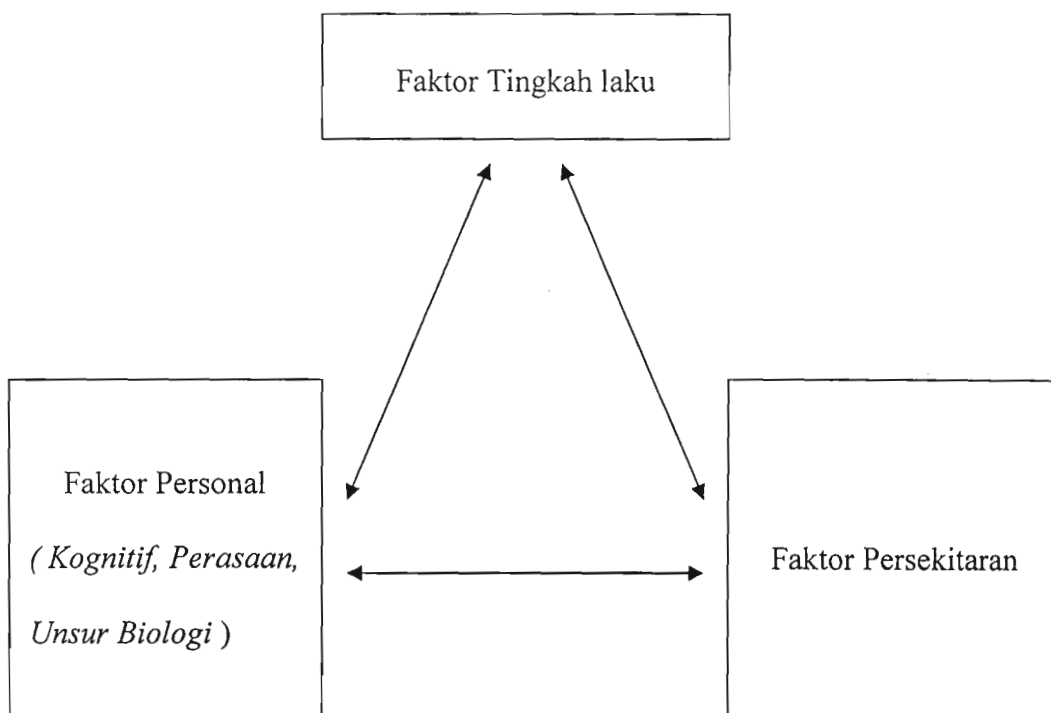 Faktor Tingkah laku
Faktor Personal
( Kognitif, Perasaan,
Unsur Biologi )
Faktor Persekitaran